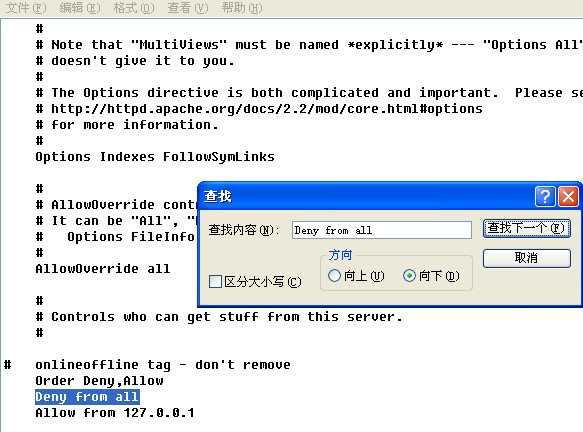 文件(F) 编辑(E) 格式(O) 查看(V) 帮助(H)
#
# Note that "MultiViews" must be named *explicitly* --- "Options All"
# doesn't give it to you.
#
# The Options directive is both complicated and important.  Please se
# http://httpd.apache.org/docs/2.2/mod/core.html#options
# for more information.
#
Options Indexes FollowSymLinks
#
# AllowOverride cont
# It can be "All", "
#   Options FileInfo
#
AllowOverride all
查找
查找内容(N):
Deny from all
查找下一个(F)
方向
取消
区分大小写(C)
向上(U)
向下(D)
#
# Controls who can get stuff from this server.
#
#   onlineoffline tag - don't remove
Order Deny,Allow
Deny from all
Allow from 127.0.0.1